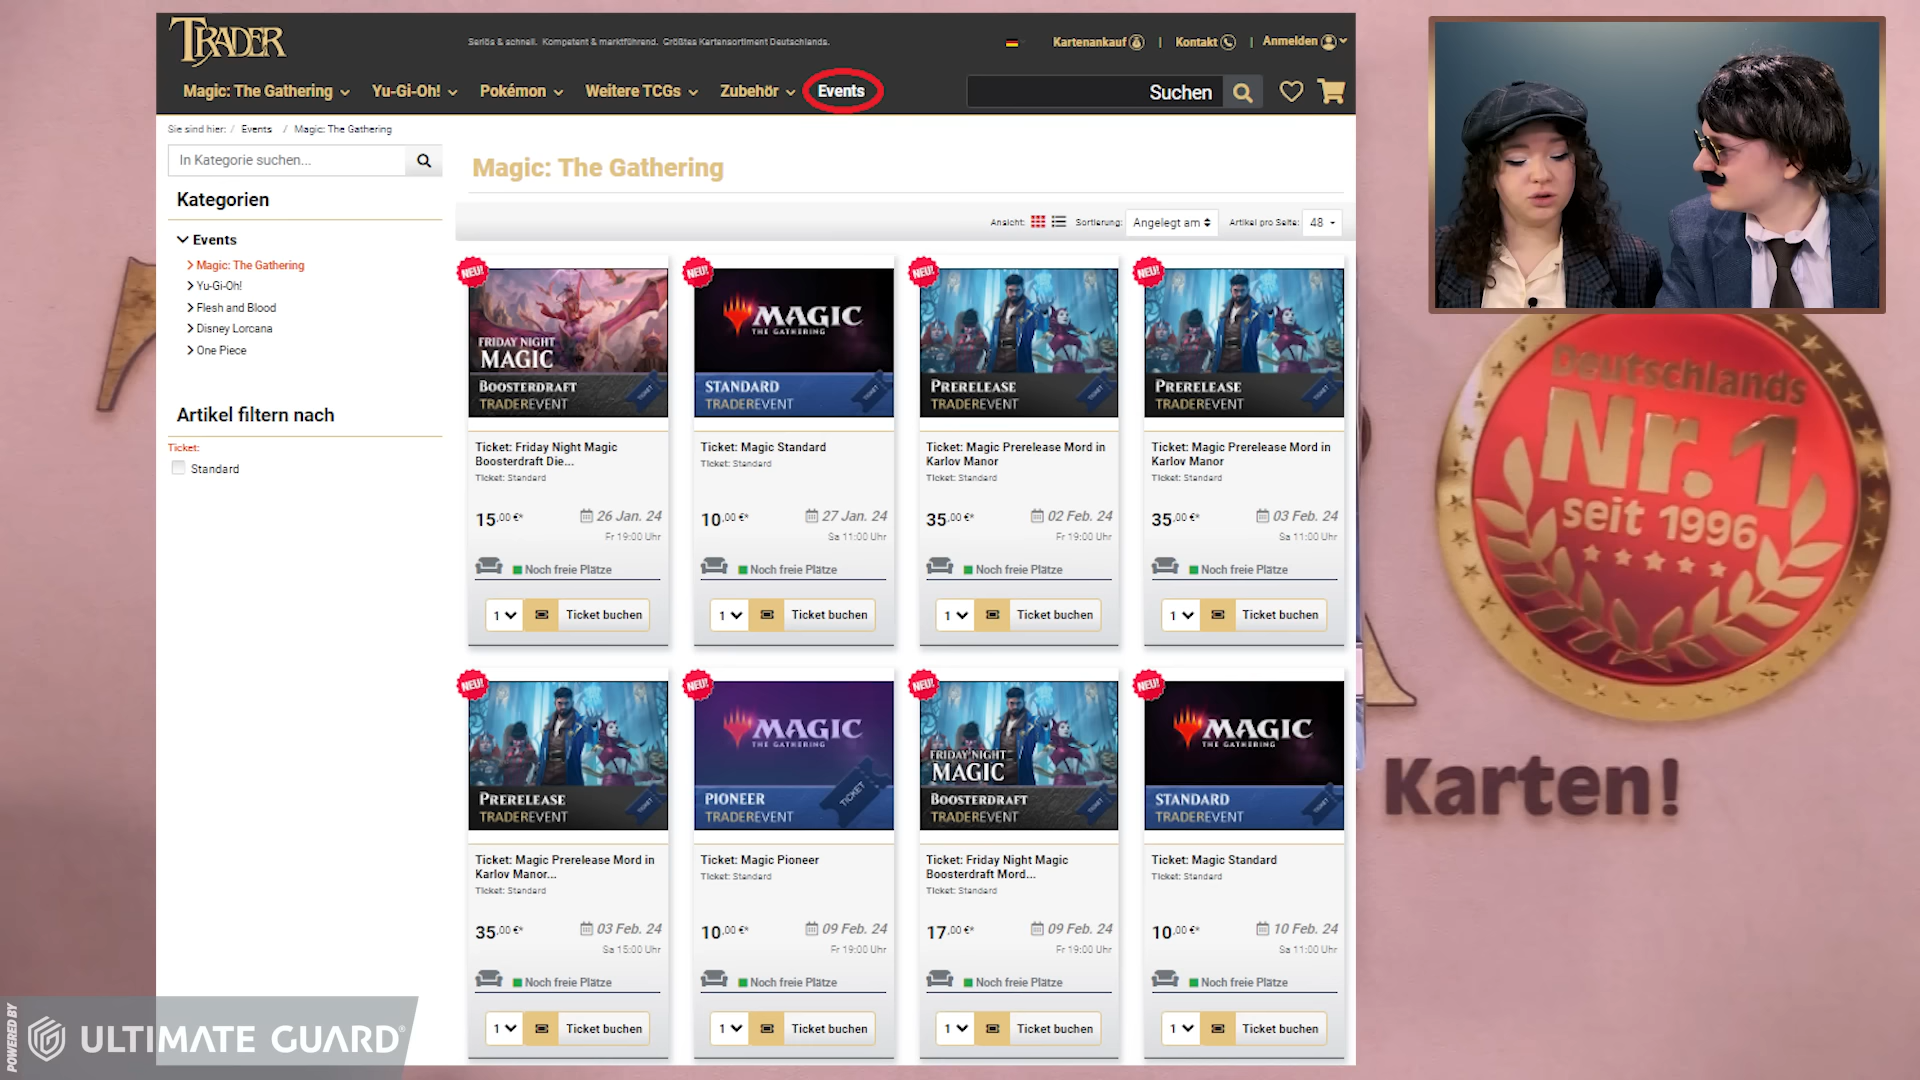 TRADER
Seriös & schnell. Kompetent & marktführend. Größtes Kartensortiment Deutschlands.
Kartenankauf | Kontakt | Anmelden
Magic: The Gathering Yu-Gi-Oh! Pokémon Weitere TCGs Zubehör Events
Suchen
Sie sind hier: / Events / Magic: The Gathering
In Kategorie suchen...
Kategorien
Events
Magic: The Gathering
Yu-Gi-Oh!
Flesh and Blood
Disney Lorcana
One Piece
Artikel filtern nach
Ticket:
Standard
Magic: The Gathering
Ansicht: Sortierung: Angelegt am Artikel pro Seite: 48
NEU! NEU! NEU! NEU!
FRIDAY NIGHT
MAGIC
BOOSTERDRAFT
TRADEREVENT
TICKET
MAGIC
THE GATHERING
STANDARD
TRADEREVENT
TICKET
PRERELEASE
TRADEREVENT
TICKET
PRERELEASE
TRADEREVENT
TICKET
Ticket: Friday Night Magic
Boosterdraft Die...
Ticket: Standard
15,00 €* 26 Jan. 24
Fr 19:00 Uhr
Noch freie Plätze
1 Ticket buchen
Ticket: Magic Standard
Ticket: Standard
10,00 €* 27 Jan. 24
Sa 11:00 Uhr
Noch freie Plätze
1 Ticket buchen
Ticket: Magic Prerelease Mord in
Karlov Manor
Ticket: Standard
35,00 €* 02 Feb. 24
Fr 19:00 Uhr
Noch freie Plätze
1 Ticket buchen
Ticket: Magic Prerelease Mord in
Karlov Manor
Ticket: Standard
35,00 €* 03 Feb. 24
Sa 11:00 Uhr
Noch freie Plätze
1 Ticket buchen
NEU! NEU! NEU! NEU!
PRERELEASE
TRADEREVENT
TICKET
MAGIC
THE GATHERING
PIONEER
TRADEREVENT
TICKET
FRIDAY NIGHT
MAGIC
BOOSTERDRAFT
TRADEREVENT
TICKET
MAGIC
THE GATHERING
STANDARD
TRADEREVENT
TICKET
Ticket: Magic Prerelease Mord in
Karlov Manor...
Ticket: Standard
35,00 €* 03 Feb. 24
Sa 15:00 Uhr
Noch freie Plätze
1 Ticket buchen
Ticket: Magic Pioneer
Ticket: Standard
10,00 €* 09 Feb. 24
Fr 19:00 Uhr
Noch freie Plätze
1 Ticket buchen
Ticket: Friday Night Magic
Boosterdraft Mord...
Ticket: Standard
17,00 €* 09 Feb. 24
Fr 19:00 Uhr
Noch freie Plätze
1 Ticket buchen
Ticket: Magic Standard
Ticket: Standard
10,00 €* 10 Feb. 24
Sa 11:00 Uhr
Noch freie Plätze
1 Ticket buchen
Deutschlands
Nr. 1
seit 1996
Karten!
POWERED BY
ULTIMATE GUARD®